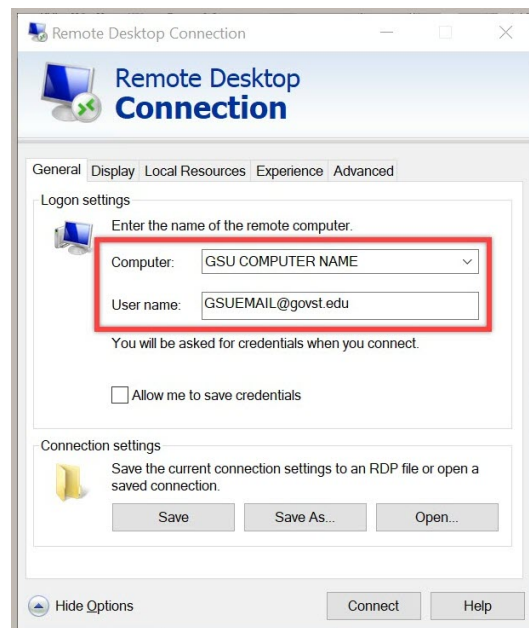 Remote Desktop Connection
Remote Desktop
Connection
General Display Local Resources Experience Advanced
Logon settings
Enter the name of the remote computer.
Computer: GSU COMPUTER NAME
User name: GSUEMAIL@govst.edu
You will be asked for credentials when you connect.
Allow me to save credentials
Connection settings
Save the current connection settings to an RDP file or open a
saved connection.
Save Save As... Open...
Hide Options Connect Help